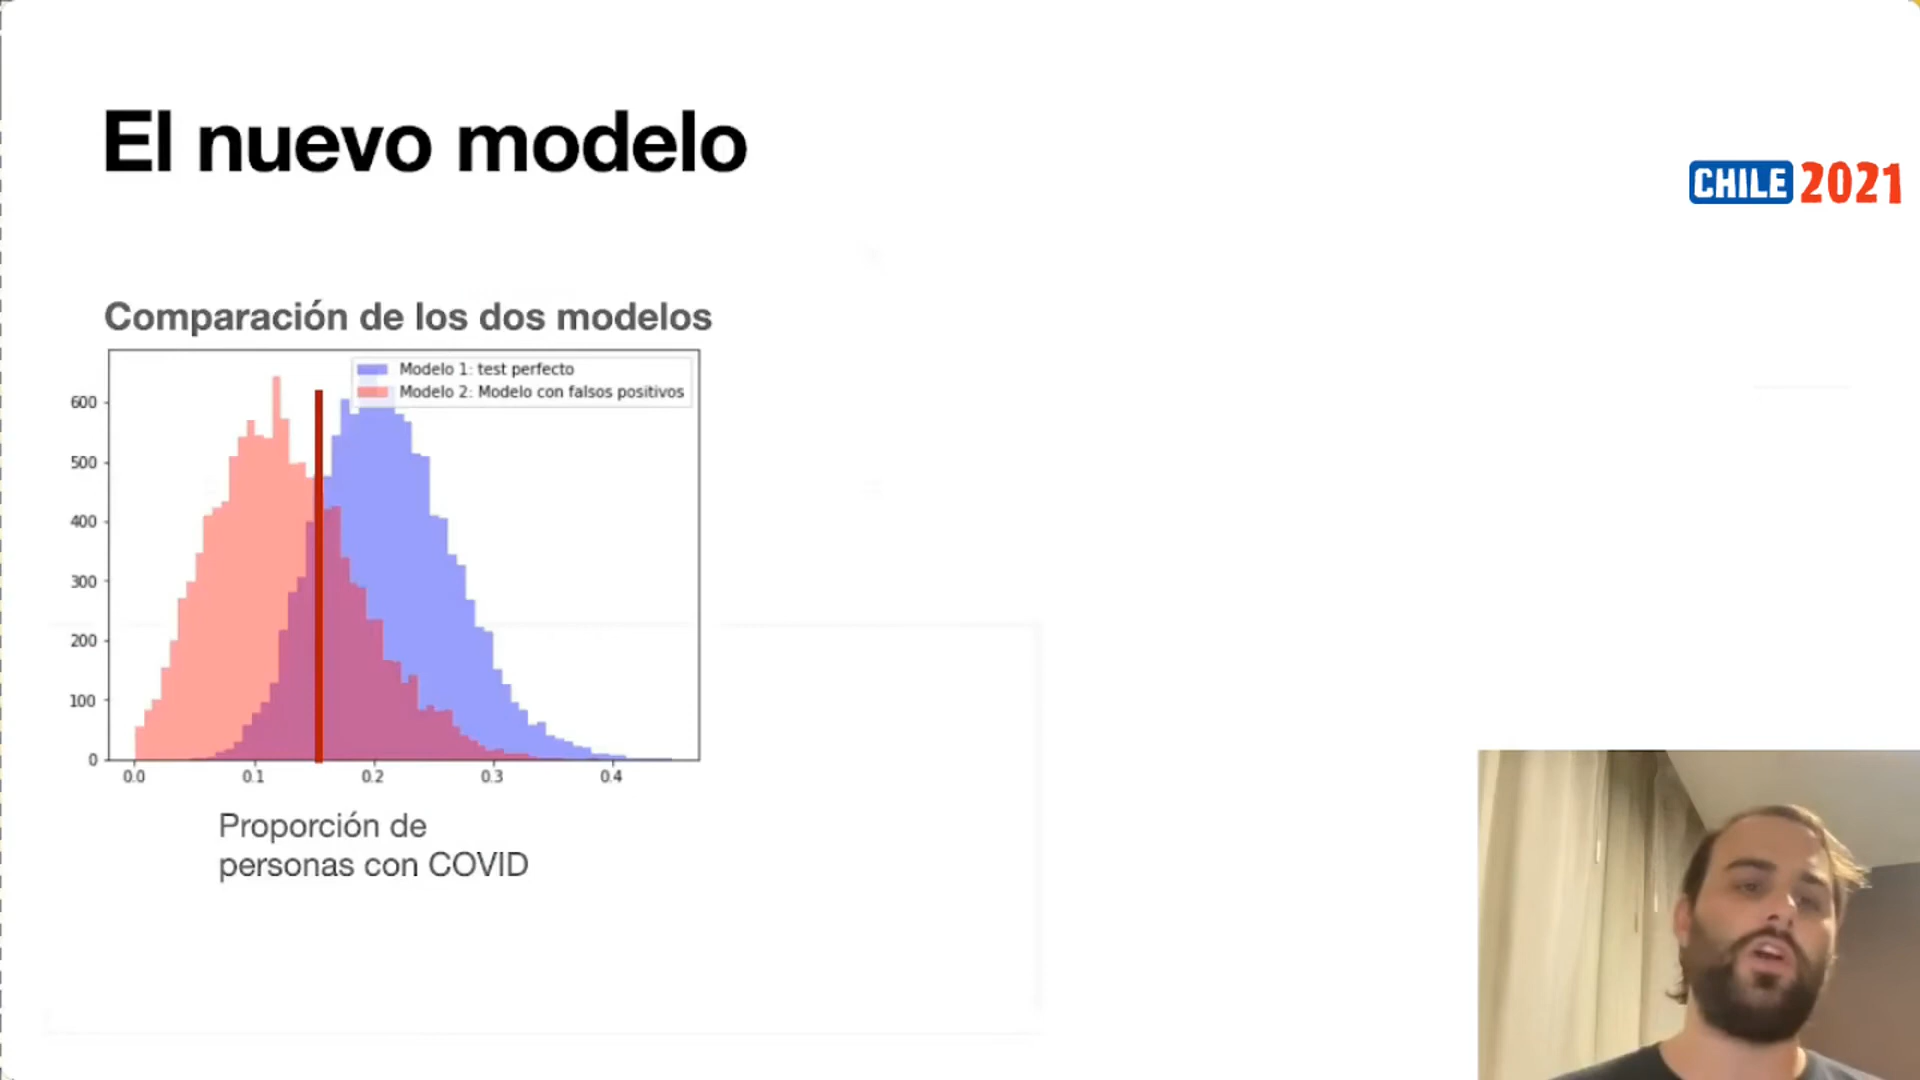 El nuevo modelo
CHILE 2021
Comparación de los dos modelos
Modelo 1: test perfecto
Modelo 2: Modelo con falsos positivos
600
500
400
300
200
100
0
0.0 0.1 0.2 0.3 0.4
Proporción de
personas con COVID